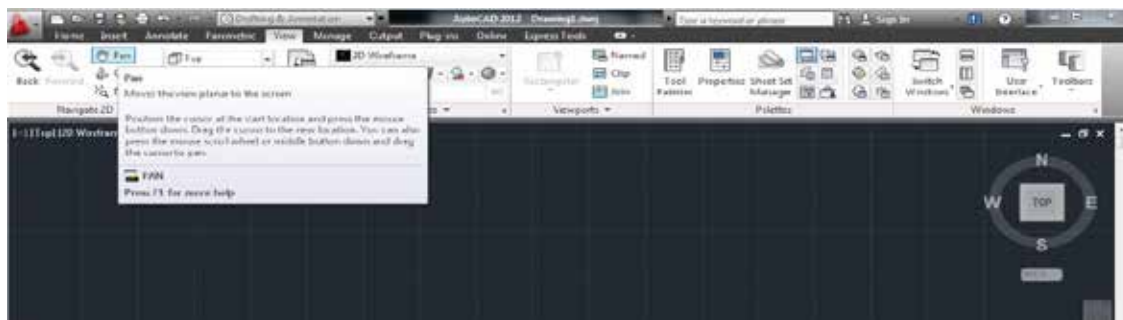 Drafting & Annotation AutoCAD 2012 Drawing1.dwg Type a keyword or phrase Sign In
Home Insert Annotate Parametric View Manage Output Plug-ins Online Express Tools
Pan Top 2D Wireframe Named
Back Forward Rectangular Clip Tool Properties Sheet Set Switch User Toolbars
Join Palettes Manager Windows Interface
Navigate 2D Viewports Palettes Windows
Pan
Moves the view planar to the screen
Position the cursor at the start location and press the mouse
button down. Drag the cursor to the new location. You can also
press the mouse scroll wheel or middle button down and drag
the cursor to pan.
PAN
Press F1 for more help
[-][Top][2D Wirefram
N
W TOP E
S